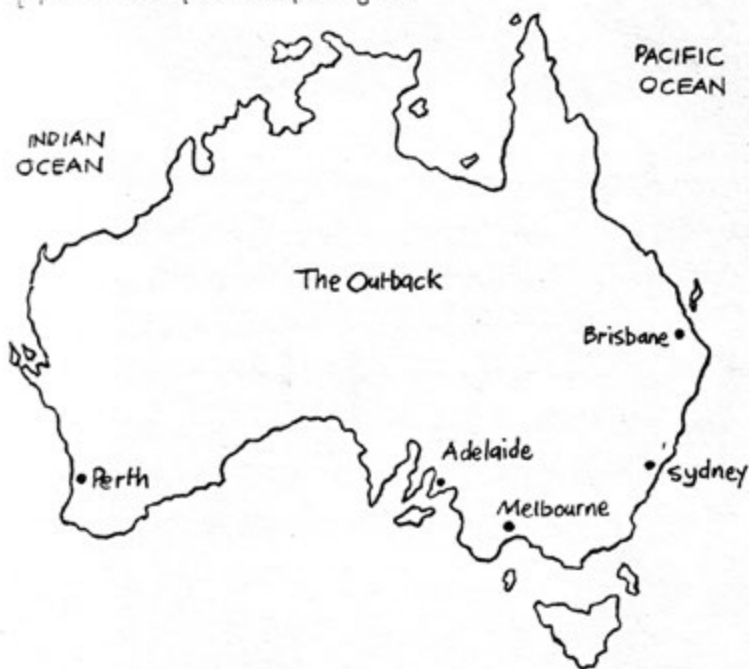 PACIFIC
OCEAN
INDIAN
OCEAN
The Outback
Brisbane
Adelaide
Sydney
Perth
Melbourne